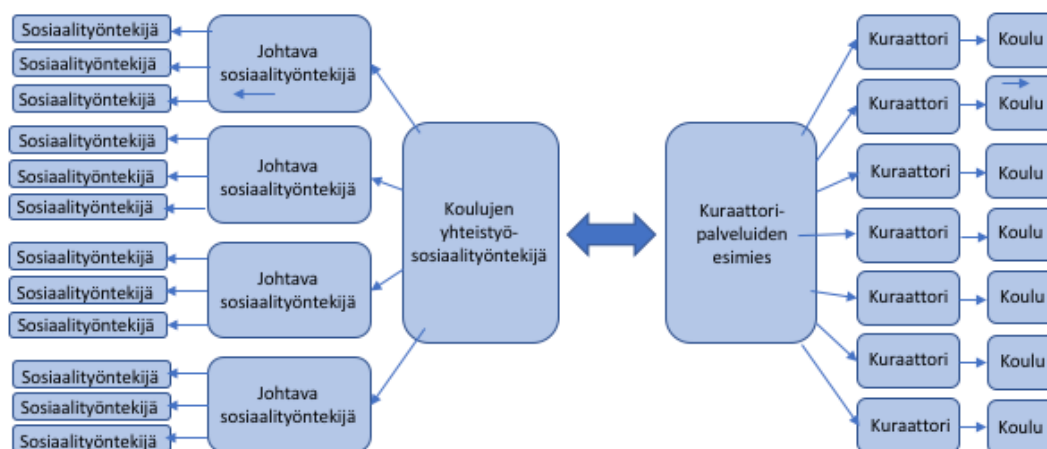 Sosiaalityöntekijä
Sosiaalityöntekijä
Sosiaalityöntekijä
Johtava
sosiaalityöntekijä
Sosiaalityöntekijä
Sosiaalityöntekijä
Sosiaalityöntekijä
Johtava
sosiaalityöntekijä
Sosiaalityöntekijä
Sosiaalityöntekijä
Sosiaalityöntekijä
Johtava
sosiaalityöntekijä
Sosiaalityöntekijä
Sosiaalityöntekijä
Sosiaalityöntekijä
Johtava
sosiaalityöntekijä
Koulujen
yhteistyö-
sosiaalityöntekijä
Kuraattori-
palveluiden
esimies
Kuraattori
Koulu
Kuraattori
Koulu
Kuraattori
Koulu
Kuraattori
Koulu
Kuraattori
Koulu
Kuraattori
Koulu
Kuraattori
Koulu